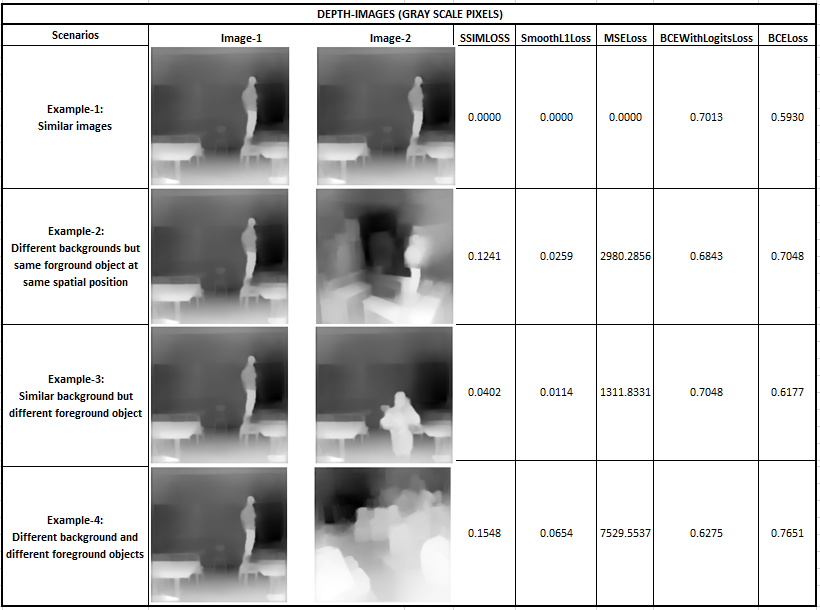 DEPTH-IMAGES (GRAY SCALE PIXELS)
Scenarios Image-1 Image-2 SSIMLOSS SmoothL1Loss MSELoss BCEWithLogitsLoss BCELoss
Example-1:
Similar images
0.0000 0.0000 0.0000 0.7013 0.5930
Example-2:
Different backgrounds but
same forground object at
same spatial position
0.1241 0.0259 2980.2856 0.6843 0.7048
Example-3:
Similar background but
different foreground object
0.0402 0.0114 1311.8331 0.7048 0.6177
Example-4:
Different background and
different foreground objects
0.1548 0.0654 7529.5537 0.6275 0.7651